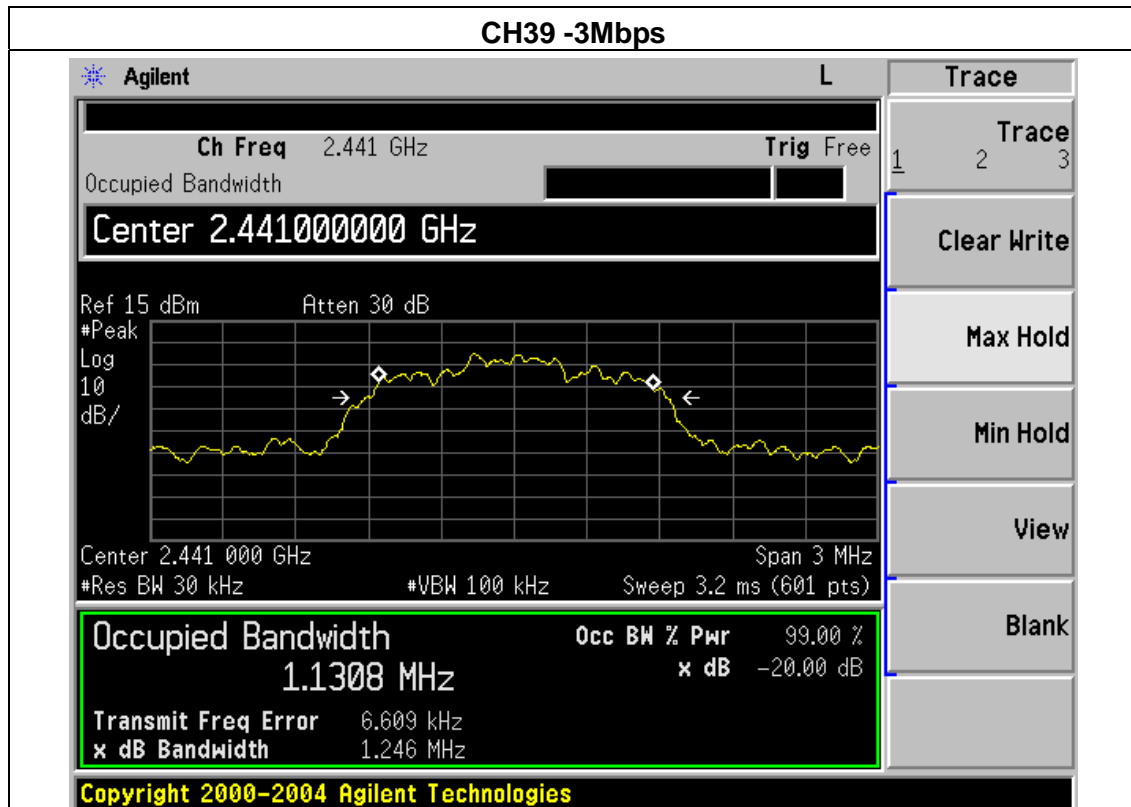 CH39 -3Mbps
Agilent L Trace
Ch Freq 2.441 GHz Trig Free
Occupied Bandwidth
Center 2.441000000 GHz
Ref 15 dBm Atten 30 dB
#Peak
Log
10
dB/
Center 2.441 000 GHz Span 3 MHz
#Res BW 30 kHz #VBW 100 kHz Sweep 3.2 ms (601 pts)
Occupied Bandwidth Occ BW % Pwr 99.00 %
1.1308 MHz x dB -20.00 dB
Transmit Freq Error 6.609 kHz
x dB Bandwidth 1.246 MHz
Copyright 2000-2004 Agilent Technologies
Trace
1 2 3
Clear Write
Max Hold
Min Hold
View
Blank